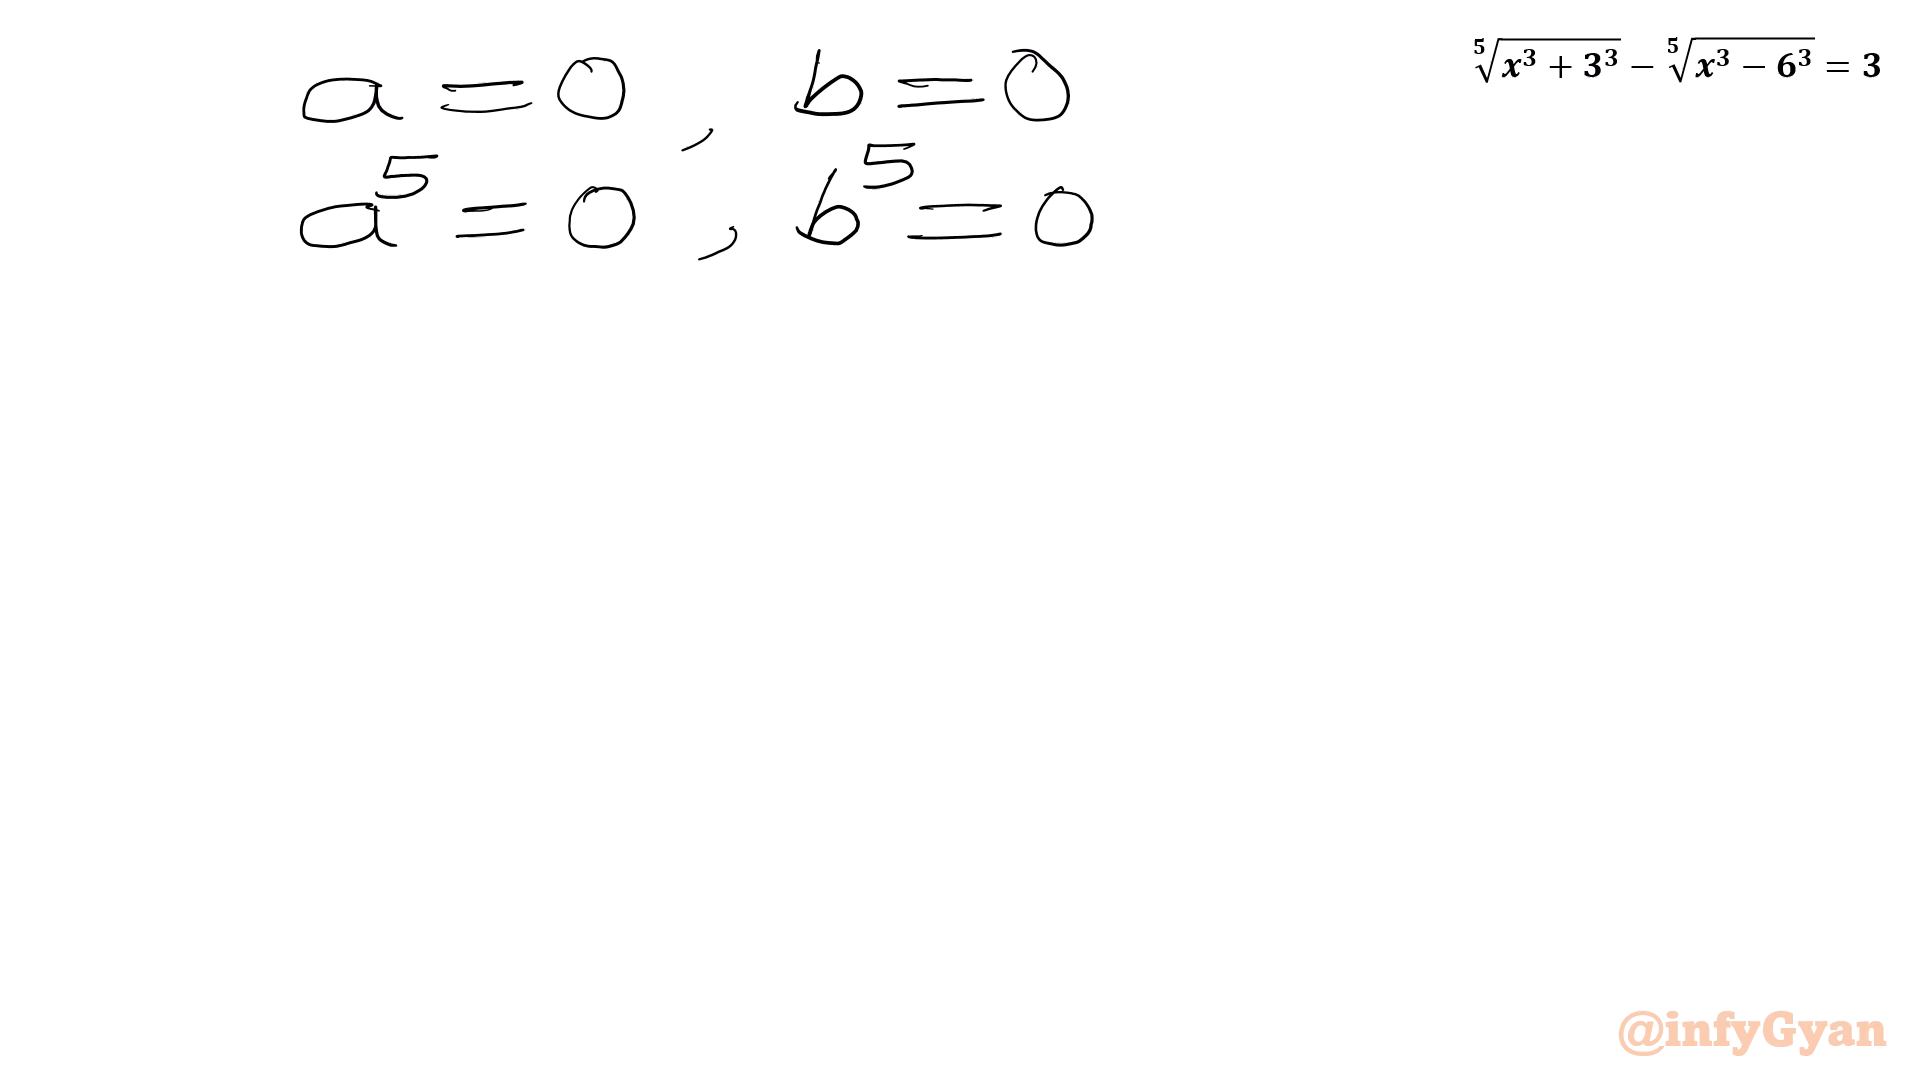 a = 0 , b = 0
⁵√(x³ + 3³) − ⁵√(x³ − 6³) = 3
a⁵ = 0 , b⁵ = 0
@infyGyan